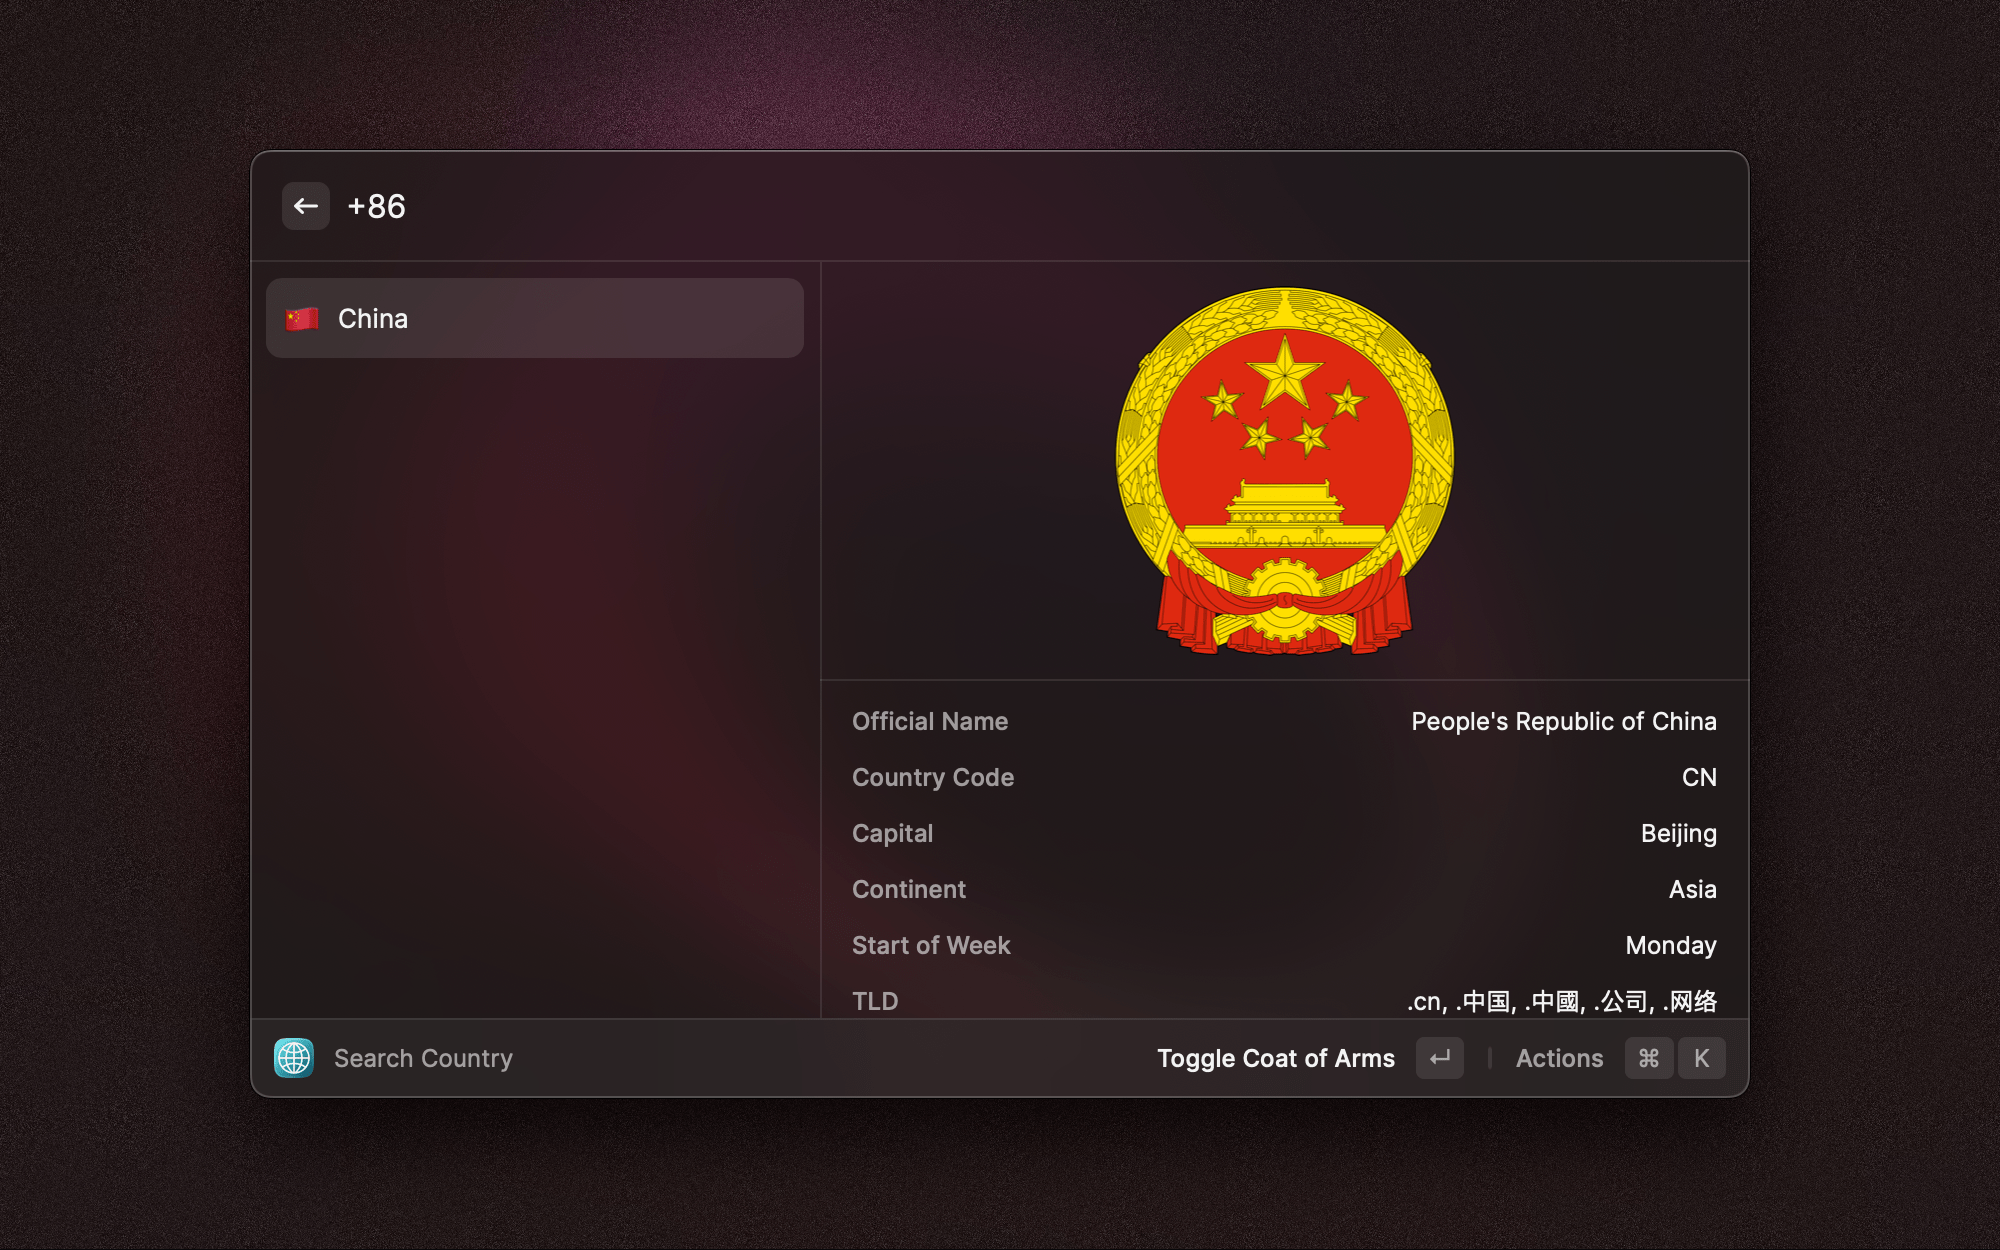 +86
China
Official Name People's Republic of China
Country Code CN
Capital Beijing
Continent Asia
Start of Week Monday
TLD .cn, .中国, .中國, .公司, .网络
Search Country Toggle Coat of Arms ↵ | Actions ⌘ K